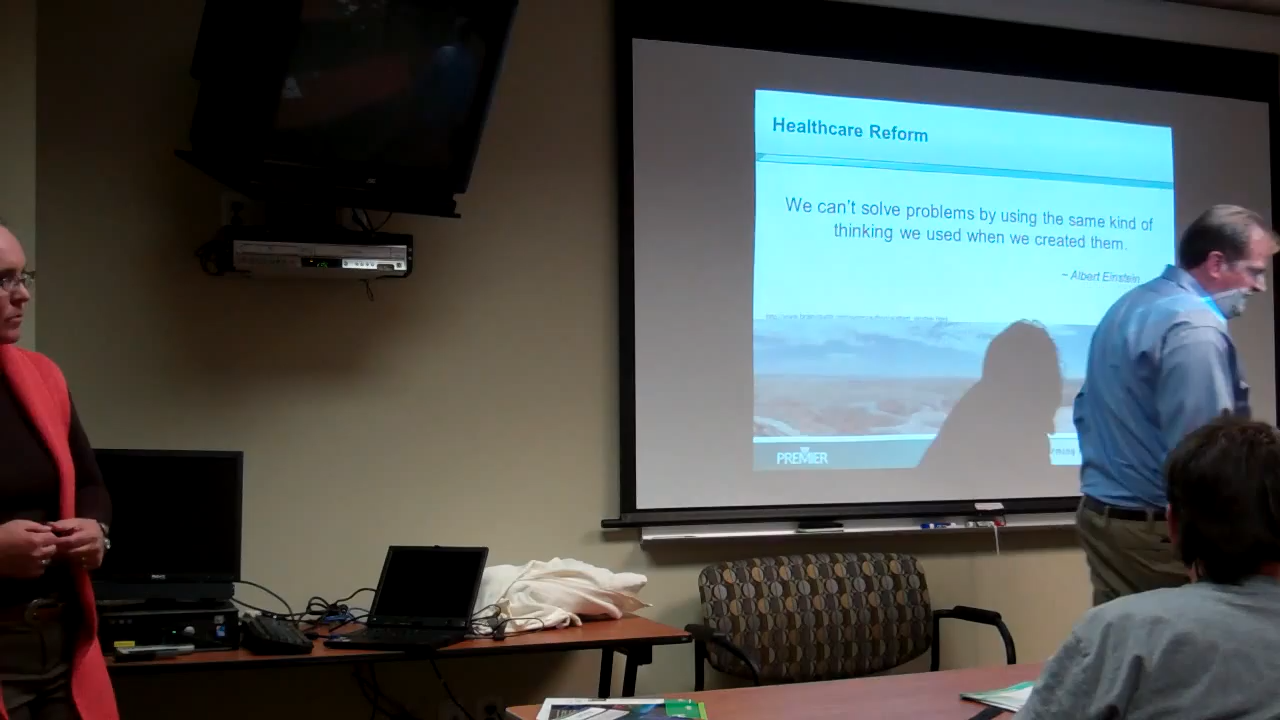 Healthcare Reform
We can't solve problems by using the same kind of
thinking we used when we created them.
~ Albert Einstein
PREMIER